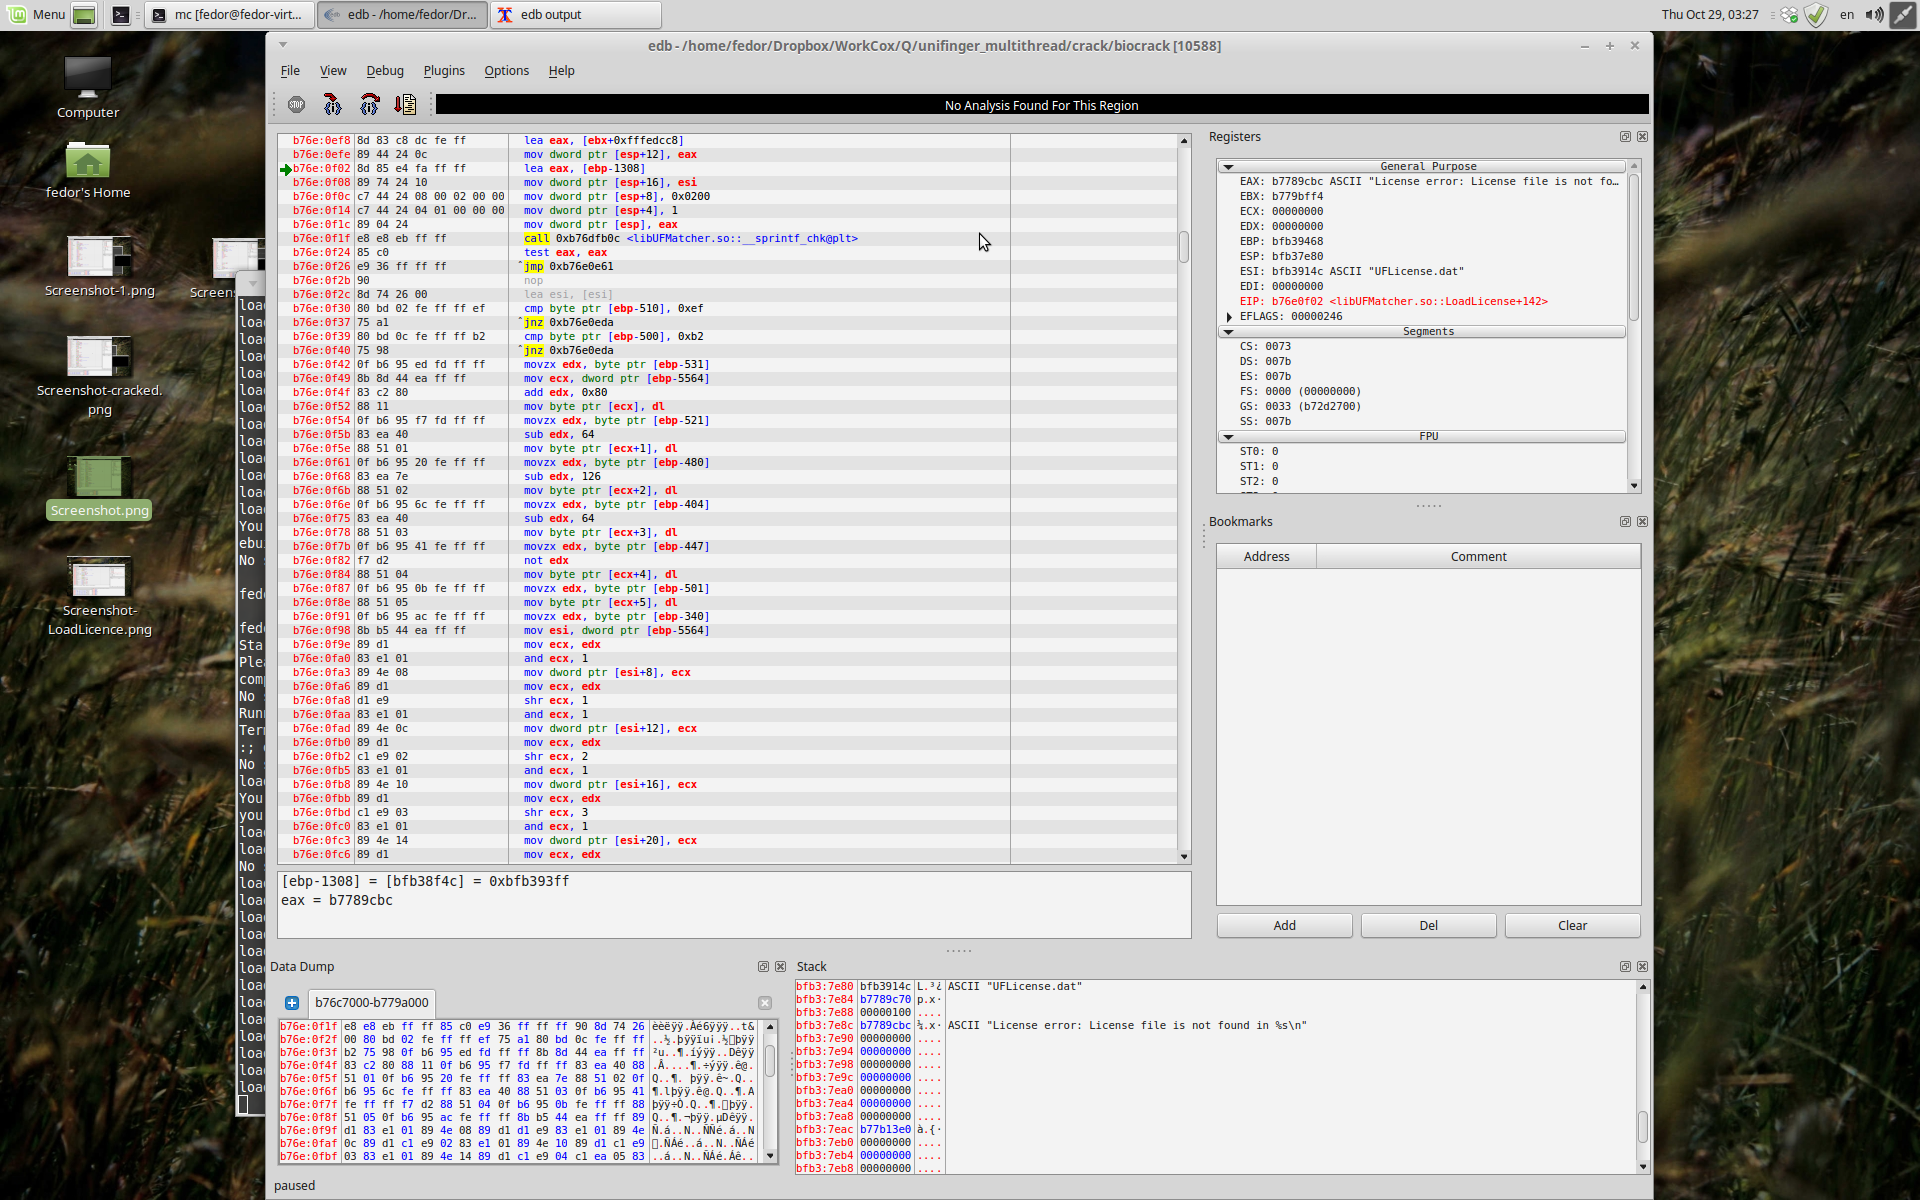 Menu
mc [fedor@fedor-virt...
edb - /home/fedor/Dr...
edb output
Thu Oct 29, 03:27
en
edb - /home/fedor/Dropbox/WorkCox/Q/unifinger_multithread/crack/biocrack [10588]
File View Debug Plugins Options Help
STOP
No Analysis Found For This Region
Computer
fedor's Home
Screenshot-1.png
Screen
Screenshot-cracked.
png
Screenshot.png
Screenshot-
LoadLicence.png
b76e:0ef8 8d 83 c8 dc fe ff lea eax, [ebx+0xfffedcc8]
b76e:0efe 89 44 24 0c mov dword ptr [esp+12], eax
b76e:0f02 8d 85 e4 fa ff ff lea eax, [ebp-1308]
b76e:0f08 89 74 24 10 mov dword ptr [esp+16], esi
b76e:0f0c c7 44 24 08 00 02 00 00 mov dword ptr [esp+8], 0x0200
b76e:0f14 c7 44 24 04 01 00 00 00 mov dword ptr [esp+4], 1
b76e:0f1c 89 04 24 mov dword ptr [esp], eax
b76e:0f1f e8 e8 eb ff ff call 0xb76dfb0c <libUFMatcher.so::__sprintf_chk@plt>
b76e:0f24 85 c0 test eax, eax
b76e:0f26 e9 36 ff ff ff ^jmp 0xb76e0e61
b76e:0f2b 90 nop
b76e:0f2c 8d 74 26 00 lea esi, [esi]
b76e:0f30 80 bd 02 fe ff ff ef cmp byte ptr [ebp-510], 0xef
b76e:0f37 75 a1 ^jnz 0xb76e0eda
b76e:0f39 80 bd 0c fe ff ff b2 cmp byte ptr [ebp-500], 0xb2
b76e:0f40 75 98 ^jnz 0xb76e0eda
b76e:0f42 0f b6 95 ed fd ff ff movzx edx, byte ptr [ebp-531]
b76e:0f49 8b 8d 44 ea ff ff mov ecx, dword ptr [ebp-5564]
b76e:0f4f 83 c2 80 add edx, 0x80
b76e:0f52 88 11 mov byte ptr [ecx], dl
b76e:0f54 0f b6 95 f7 fd ff ff movzx edx, byte ptr [ebp-521]
b76e:0f5b 83 ea 40 sub edx, 64
b76e:0f5e 88 51 01 mov byte ptr [ecx+1], dl
b76e:0f61 0f b6 95 20 fe ff ff movzx edx, byte ptr [ebp-480]
b76e:0f68 83 ea 7e sub edx, 126
b76e:0f6b 88 51 02 mov byte ptr [ecx+2], dl
b76e:0f6e 0f b6 95 6c fe ff ff movzx edx, byte ptr [ebp-404]
b76e:0f75 83 ea 40 sub edx, 64
b76e:0f78 88 51 03 mov byte ptr [ecx+3], dl
b76e:0f7b 0f b6 95 41 fe ff ff movzx edx, byte ptr [ebp-447]
b76e:0f82 f7 d2 not edx
b76e:0f84 88 51 04 mov byte ptr [ecx+4], dl
b76e:0f87 0f b6 95 0b fe ff ff movzx edx, byte ptr [ebp-501]
b76e:0f8e 88 51 05 mov byte ptr [ecx+5], dl
b76e:0f91 0f b6 95 ac fe ff ff movzx edx, byte ptr [ebp-340]
b76e:0f98 8b b5 44 ea ff ff mov esi, dword ptr [ebp-5564]
b76e:0f9e 89 d1 mov ecx, edx
b76e:0fa0 83 e1 01 and ecx, 1
b76e:0fa3 89 4e 08 mov dword ptr [esi+8], ecx
b76e:0fa6 89 d1 mov ecx, edx
b76e:0fa8 d1 e9 shr ecx, 1
b76e:0faa 83 e1 01 and ecx, 1
b76e:0fad 89 4e 0c mov dword ptr [esi+12], ecx
b76e:0fb0 89 d1 mov ecx, edx
b76e:0fb2 c1 e9 02 shr ecx, 2
b76e:0fb5 83 e1 01 and ecx, 1
b76e:0fb8 89 4e 10 mov dword ptr [esi+16], ecx
b76e:0fbb 89 d1 mov ecx, edx
b76e:0fbd c1 e9 03 shr ecx, 3
b76e:0fc0 83 e1 01 and ecx, 1
b76e:0fc3 89 4e 14 mov dword ptr [esi+20], ecx
b76e:0fc6 89 d1 mov ecx, edx
[ebp-1308] = [bfb38f4c] = 0xbfb393ff
eax = b7789cbc
Registers
General Purpose
EAX: b7789cbc ASCII "License error: License file is not fo...
EBX: b779bff4
ECX: 00000000
EDX: 00000000
EBP: bfb39468
ESP: bfb37e80
ESI: bfb3914c ASCII "UFLicense.dat"
EDI: 00000000
EIP: b76e0f02 <libUFMatcher.so::LoadLicense+142>
EFLAGS: 00000246
Segments
CS: 0073
DS: 007b
ES: 007b
FS: 0000 (00000000)
GS: 0033 (b72d2700)
SS: 007b
FPU
ST0: 0
ST1: 0
ST2: 0
Bookmarks
Address Comment
Add Del Clear
Data Dump
b76c7000-b779a000
b76e:0f1f e8 e8 eb ff ff 85 c0 e9 36 ff ff ff 90 8d 74 26
b76e:0f2f 00 80 bd 02 fe ff ff ef 75 a1 80 bd 0c fe ff ff
b76e:0f3f b2 75 98 0f b6 95 ed fd ff ff 8b 8d 44 ea ff ff
b76e:0f4f 83 c2 80 88 11 0f b6 95 f7 fd ff ff 83 ea 40 88
b76e:0f5f 51 01 0f b6 95 20 fe ff ff 83 ea 7e 88 51 02 0f
b76e:0f6f b6 95 6c fe ff ff 83 ea 40 88 51 03 0f b6 95 41
b76e:0f7f fe ff ff f7 d2 88 51 04 0f b6 95 0b fe ff ff 88
b76e:0f8f 51 05 0f b6 95 ac fe ff ff 8b b5 44 ea ff ff 89
b76e:0f9f d1 83 e1 01 89 4e 08 89 d1 d1 e9 83 e1 01 89 4e
b76e:0faf 0c 89 d1 c1 e9 02 83 e1 01 89 4e 10 89 d1 c1 e9
b76e:0fbf 03 83 e1 01 89 4e 14 89 d1 c1 e9 04 c1 ea 05 83
Stack
bfb3:7e80 bfb3914c L.³¿ ASCII "UFLicense.dat"
bfb3:7e84 b7789c70 p.x·
bfb3:7e88 00000100 ....
bfb3:7e8c b7789cbc ¼.x· ASCII "License error: License file is not found in %s\n"
bfb3:7e90 00000000 ....
bfb3:7e94 00000000 ....
bfb3:7e98 00000000 ....
bfb3:7e9c 00000000 ....
bfb3:7ea0 00000000 ....
bfb3:7ea4 00000000 ....
bfb3:7ea8 00000000 ....
bfb3:7eac b77b13e0 à.{·
bfb3:7eb0 00000000 ....
bfb3:7eb4 00000000 ....
bfb3:7eb8 00000000 ....
paused